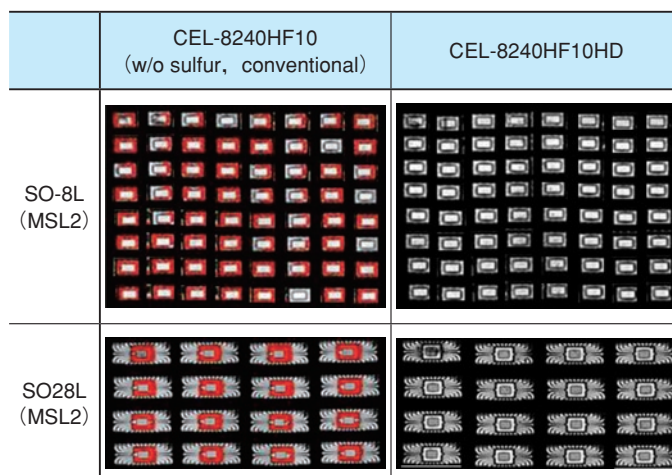 CEL-8240HF10
(w/o sulfur, conventional)
CEL-8240HF10HD
SO-8L
(MSL2)
SO28L
(MSL2)